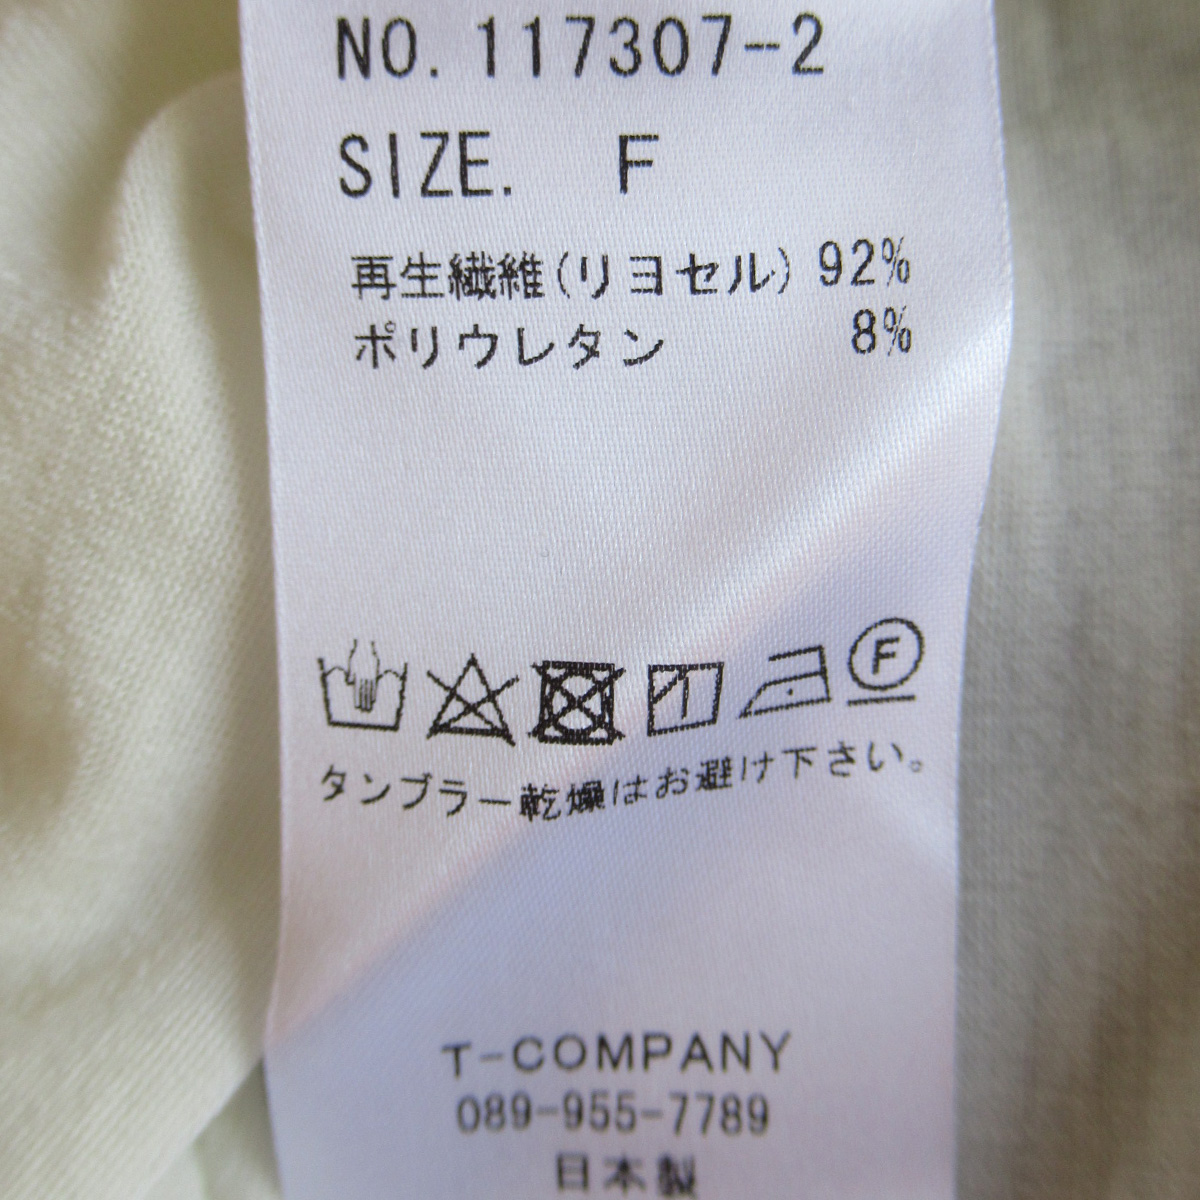 NO. 117307-2
SIZE. F
再生繊維(リヨセル) 92%
ポリウレタン 8%
F
タンブラー乾燥はお避け下さい。
T-COMPANY
089-955-7789
日本製